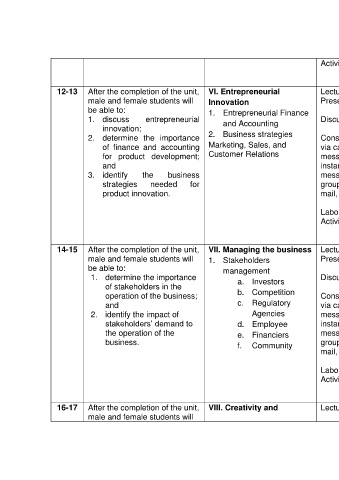 Activi
12-13
After the completion of the unit,
male and female students will
be able to:
1. discuss entrepreneurial
innovation;
2. determine the importance
of finance and accounting
for product development;
and
3. identify the business
strategies needed for
product innovation.
VI. Entrepreneurial
Innovation
1. Entrepreneurial Finance
and Accounting
2. Business strategies
Marketing, Sales, and
Customer Relations
Lectu
Prese
Discu
Cons
via ca
mess
instan
mess
group
mail,
Labo
Activi
14-15
After the completion of the unit,
male and female students will
be able to:
1. determine the importance
of stakeholders in the
operation of the business;
and
2. identify the impact of
stakeholders' demand to
the operation of the
business.
VII. Managing the business
1. Stakeholders
management
a. Investors
b. Competition
c. Regulatory
Agencies
d. Employee
e. Financiers
f. Community
Lectu
Prese
Discu
Cons
via ca
mess
instan
mess
group
mail,
Labo
Activi
16-17
After the completion of the unit,
male and female students will
VIII. Creativity and
Lectu